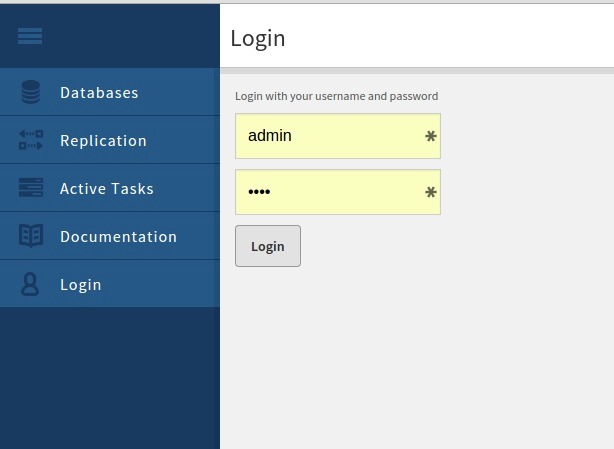 Login
Databases
Replication
Active Tasks
Documentation
Login
Login with your username and password
admin
••••
Login